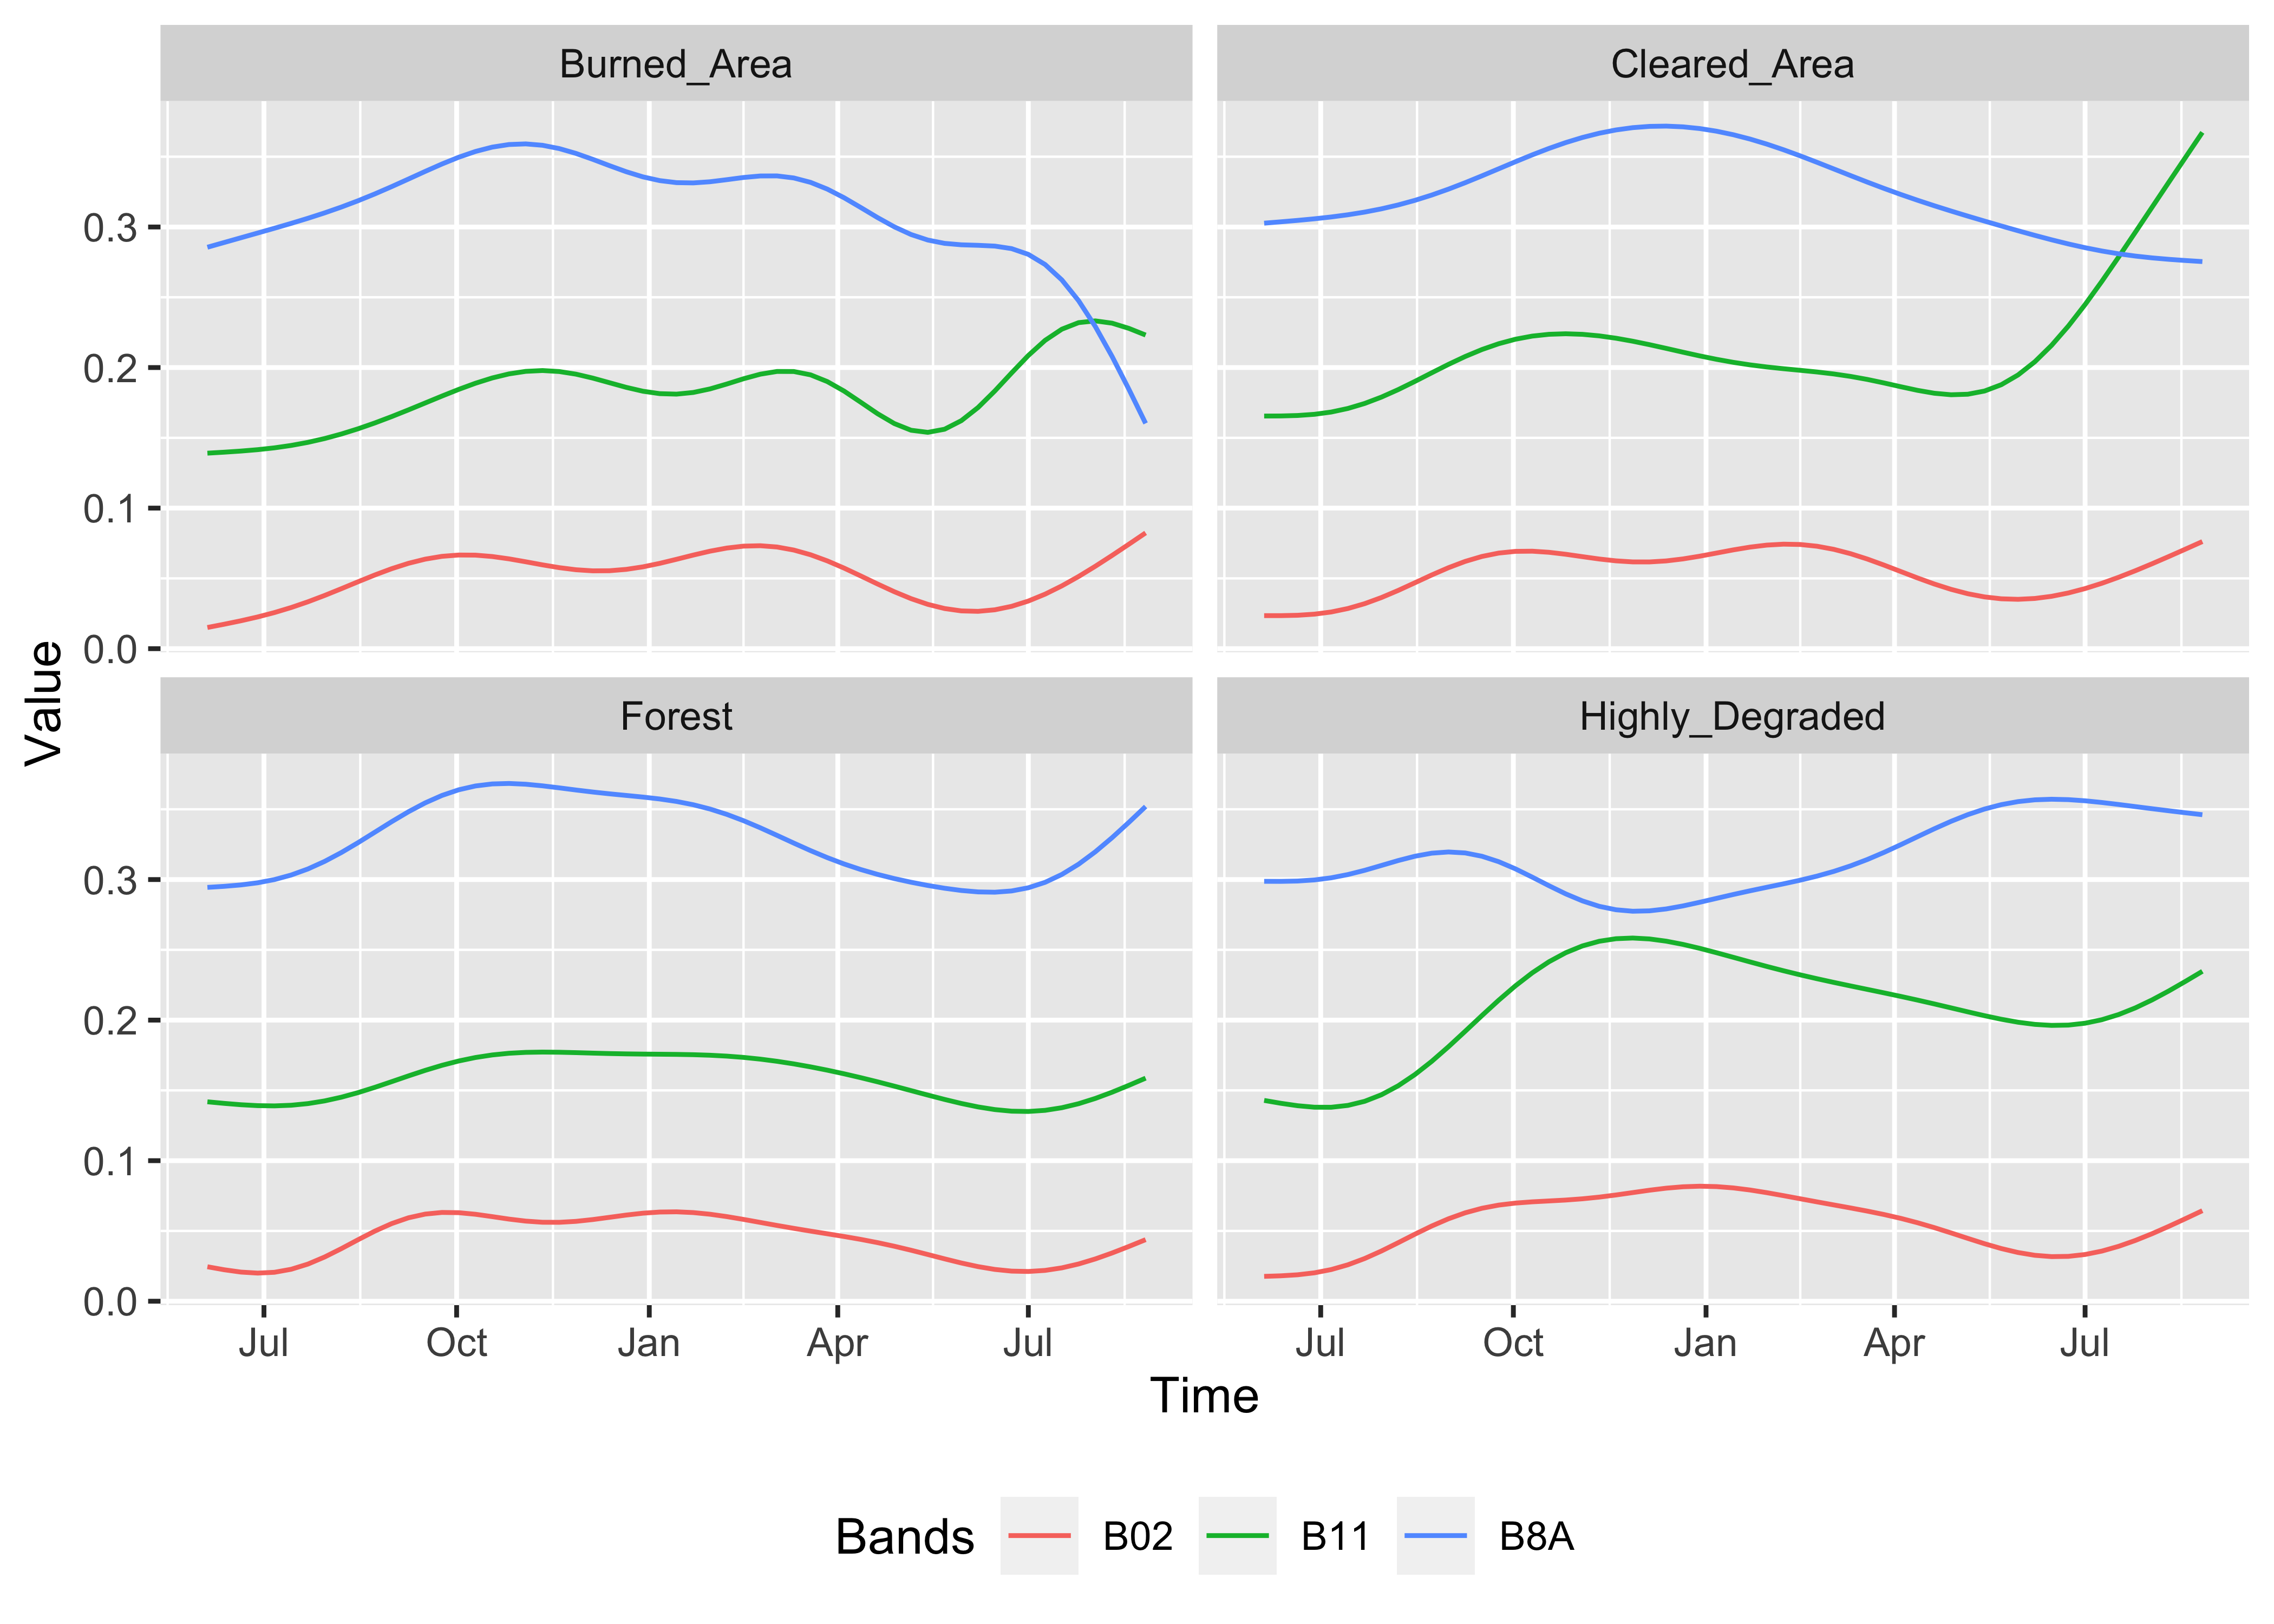 Burned_Area
Cleared_Area
0.3
0.2
0.1
0.0
Value
Forest
Highly_Degraded
0.3
0.2
0.1
0.0
Jul Oct Jan Apr Jul
Jul Oct Jan Apr Jul
Time
Bands B02 B11 B8A